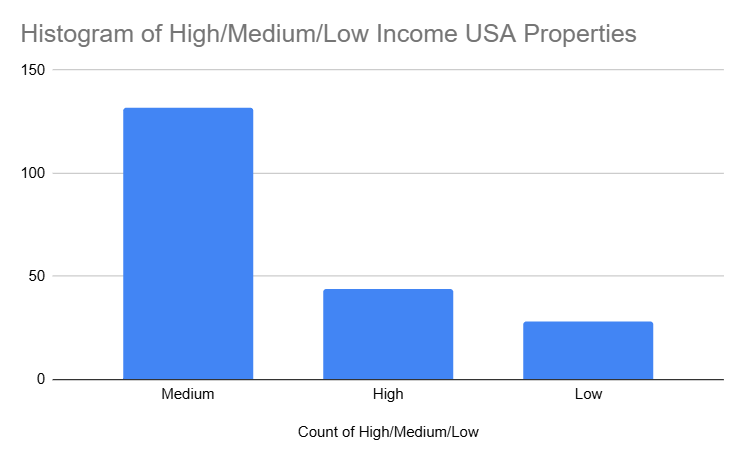 Histogram of High/Medium/Low Income USA Properties
150
100
50
0
Medium High Low
Count of High/Medium/Low